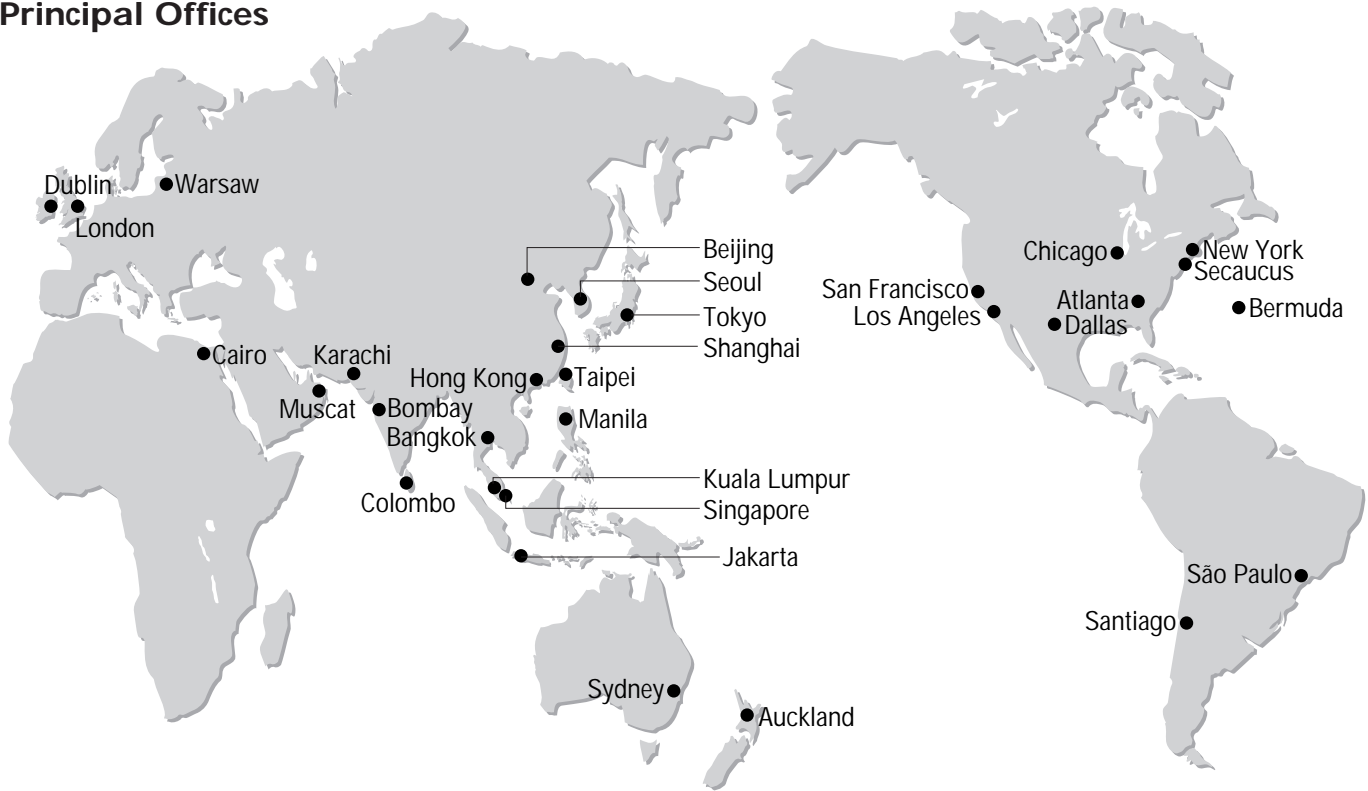 Principal Offices
Dublin
Warsaw
London
Beijing
Seoul
Tokyo
Shanghai
Cairo
Karachi
Hong Kong
Taipei
Muscat
Bombay
Manila
Bangkok
Colombo
Kuala Lumpur
Singapore
Jakarta
Sydney
Auckland
Chicago
New York
Secaucus
San Francisco
Atlanta
Bermuda
Los Angeles
Dallas
São Paulo
Santiago